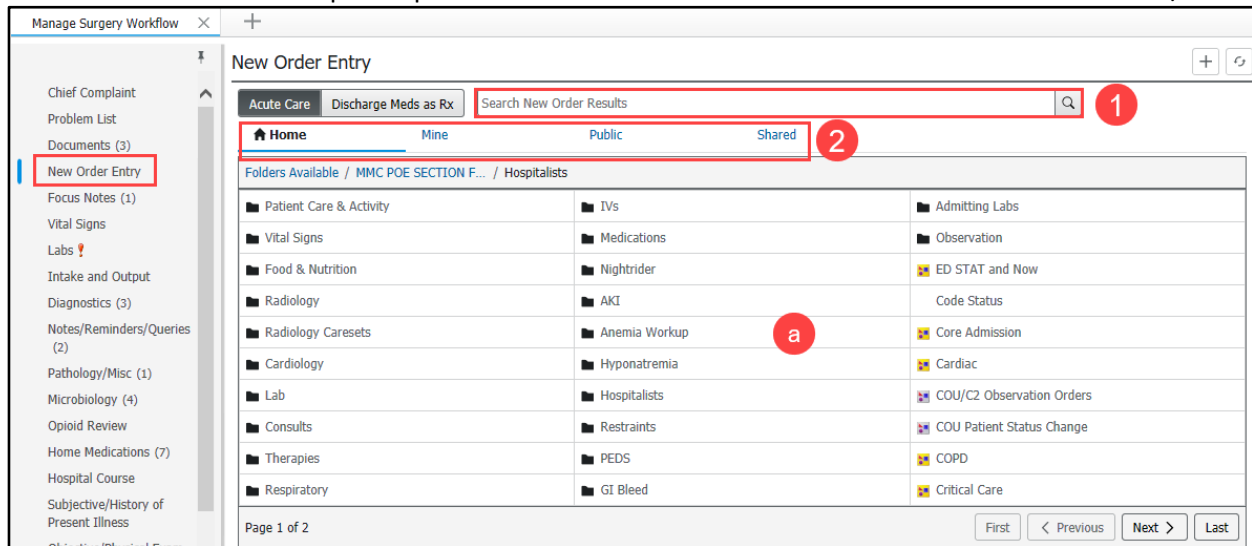 Manage Surgery Workflow
New Order Entry
Chief Complaint
Problem List
Documents (3)
New Order Entry
Focus Notes (1)
Vital Signs
Labs
Intake and Output
Diagnostics (3)
Notes/Reminders/Queries
(2)
Pathology/Misc (1)
Microbiology (4)
Opioid Review
Home Medications (7)
Hospital Course
Subjective/History of
Present Illness
Acute Care Discharge Meds as Rx Search New Order Results 1
Home Mine Public Shared 2
Folders Available / MMC POE SECTION F... / Hospitalists
Patient Care & Activity IVs Admitting Labs
Vital Signs Medications Observation
Food & Nutrition Nightrider ED STAT and Now
Radiology AKI Code Status
Radiology Caresets Anemia Workup a Core Admission
Cardiology Hyponatremia Cardiac
Lab Hospitalists COU/C2 Observation Orders
Consults Restraints COU Patient Status Change
Therapies PEDS COPD
Respiratory GI Bleed Critical Care
Page 1 of 2 First < Previous Next > Last